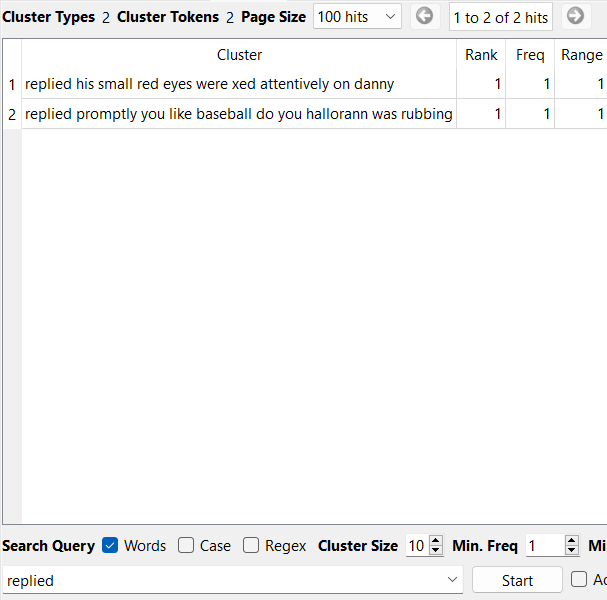 Cluster Types 2 Cluster Tokens 2 Page Size 100 hits 1 to 2 of 2 hits
Cluster Rank Freq Range
1 replied his small red eyes were xed attentively on danny 1 1 1
2 replied promptly you like baseball do you hallorann was rubbing 1 1 1
Search Query Words Case Regex Cluster Size 10 Min. Freq 1 Mi
replied Start Ac